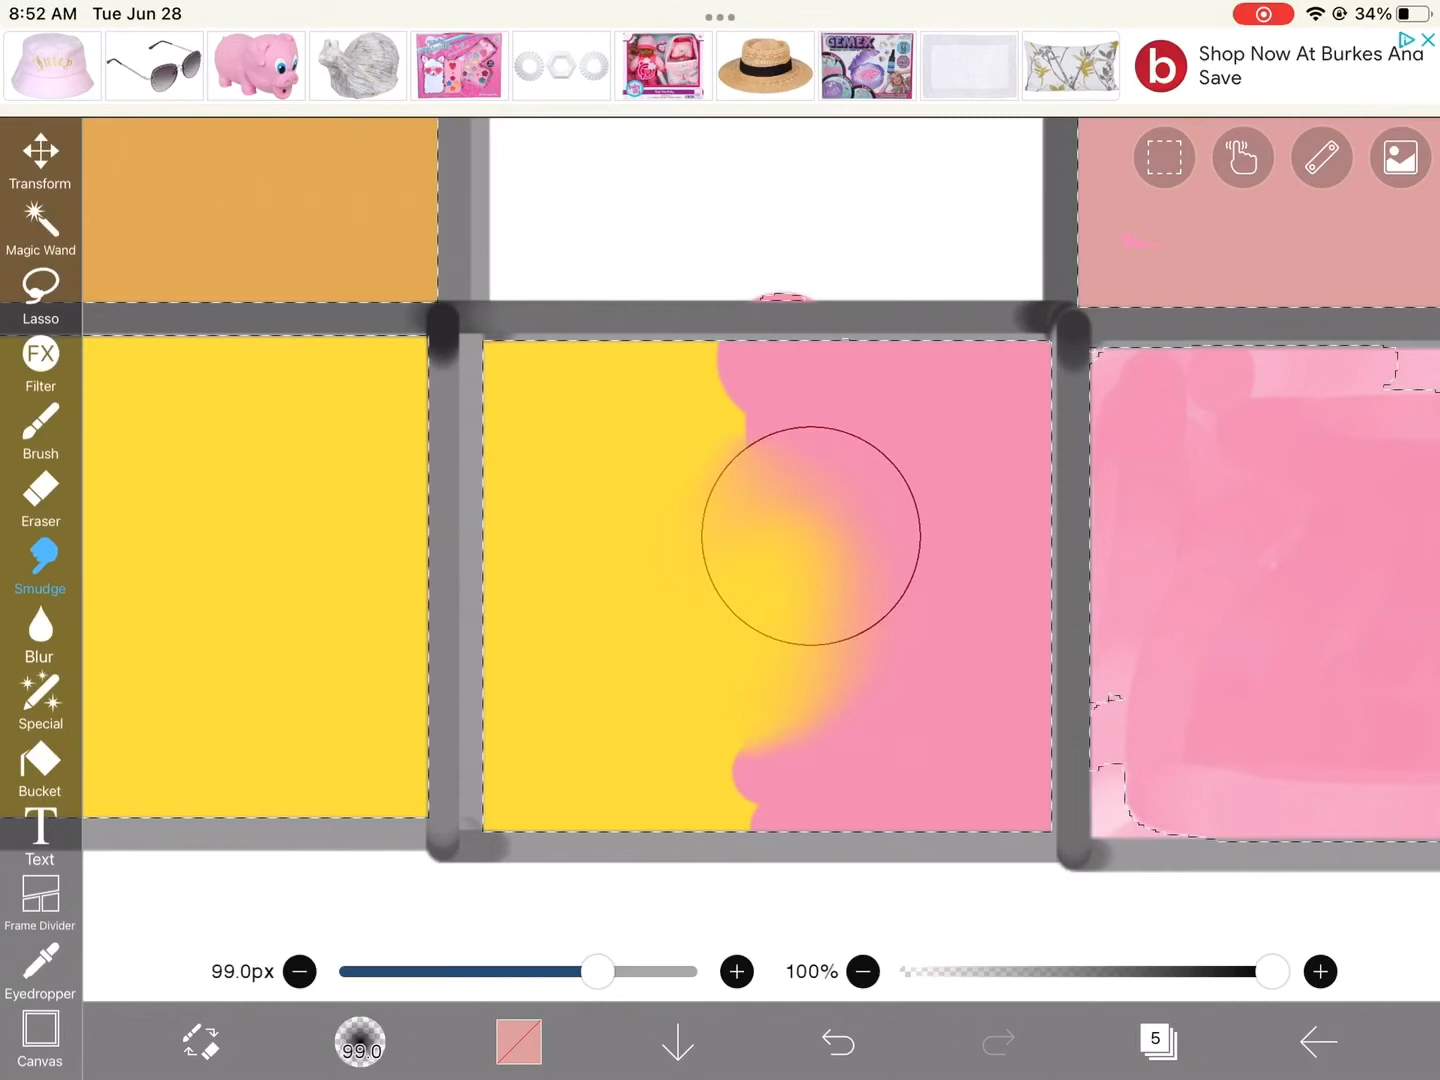 8:52 AM Tue Jun 28
34%
Juicy
GEMEX
b
Shop Now At Burkes And
Save
Transform
Magic Wand
Lasso
FX
Filter
Brush
Eraser
Smudge
Blur
Special
Bucket
T
Text
Frame Divider
Eyedropper
Canvas
99.0px
100%
99.0
5